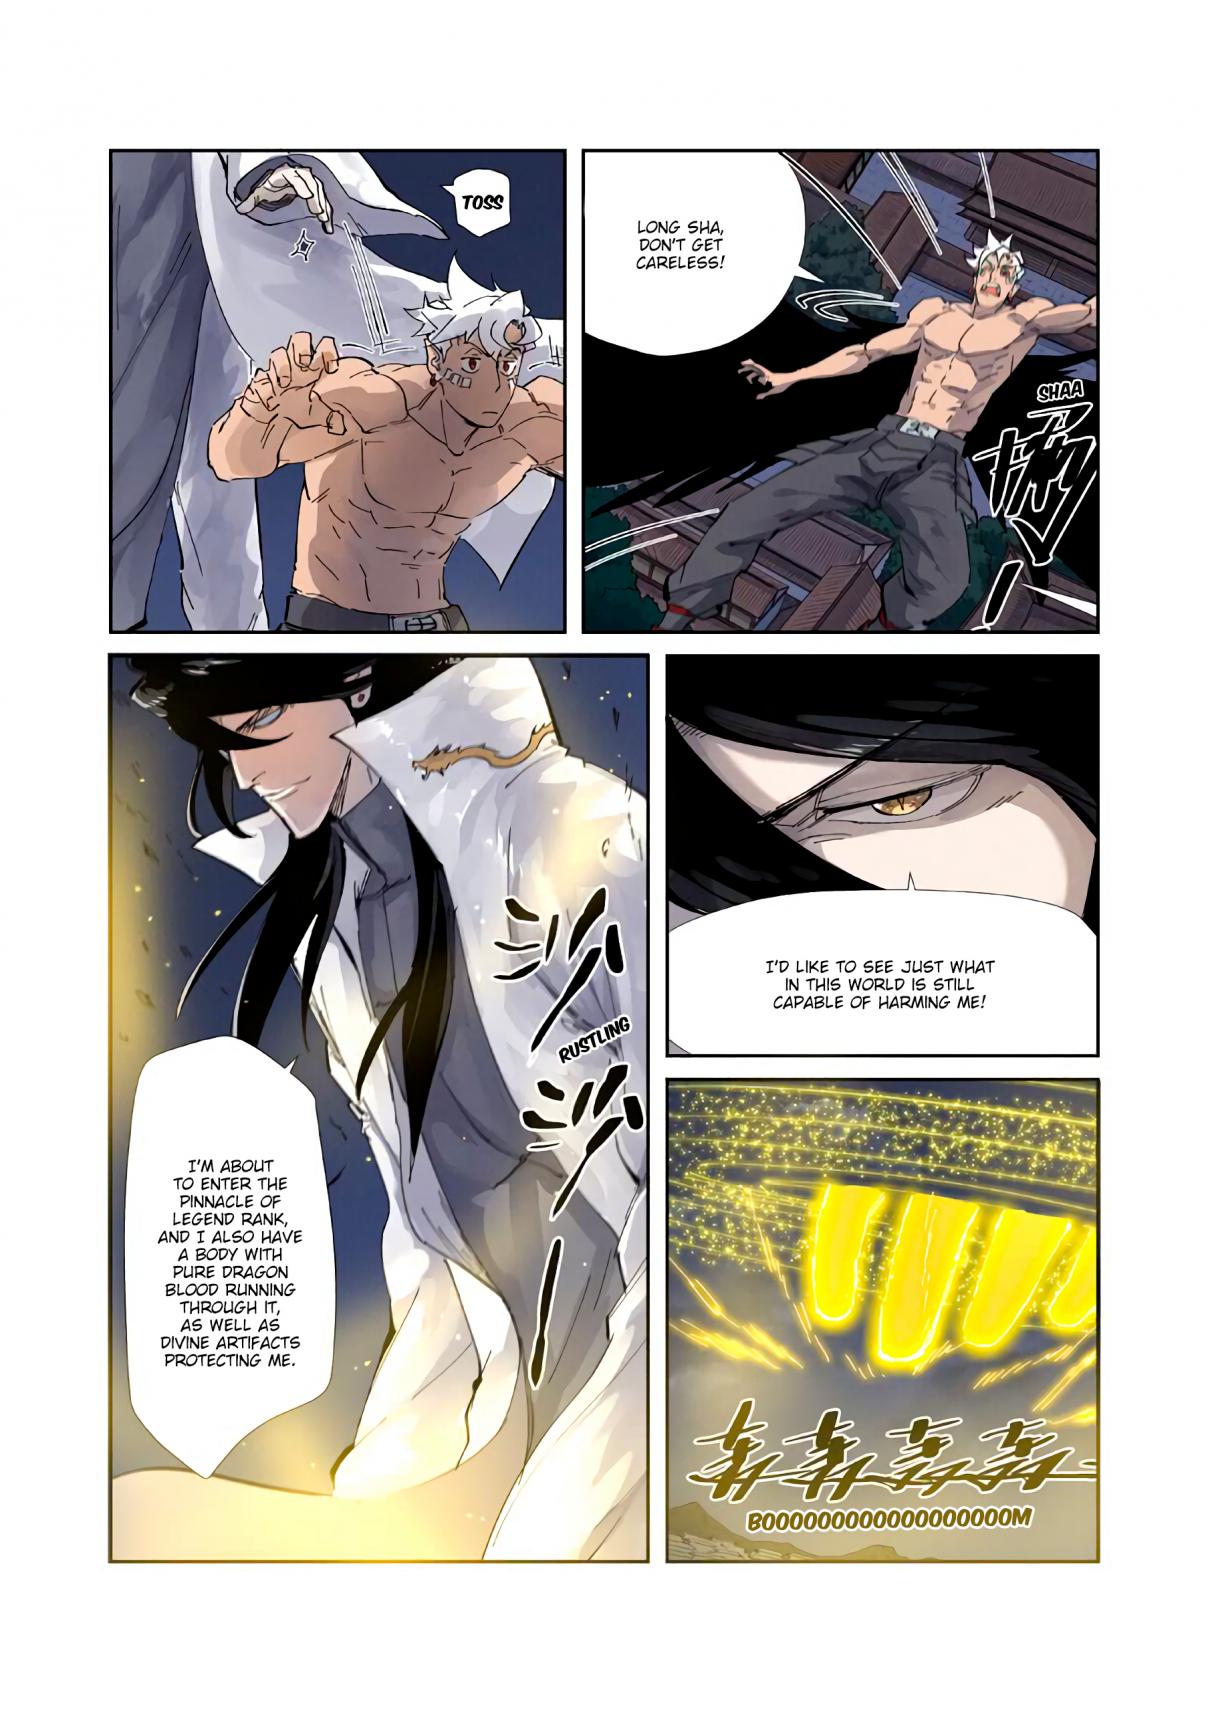 TOSS
LONG SHA,
DON'T GET
CARELESS!
SHAA
RUSTLING
I'M ABOUT
TO ENTER THE
PINNACLE OF
LEGEND RANK,
AND I ALSO HAVE
A BODY WITH
PURE DRAGON
BLOOD RUNNING
THROUGH IT,
AS WELL AS
DIVINE ARTIFACTS
PROTECTING ME.
I'D LIKE TO SEE JUST WHAT
IN THIS WORLD IS STILL
CAPABLE OF HARMING ME!
BOOOOOOOOOOOOOOOOOOM